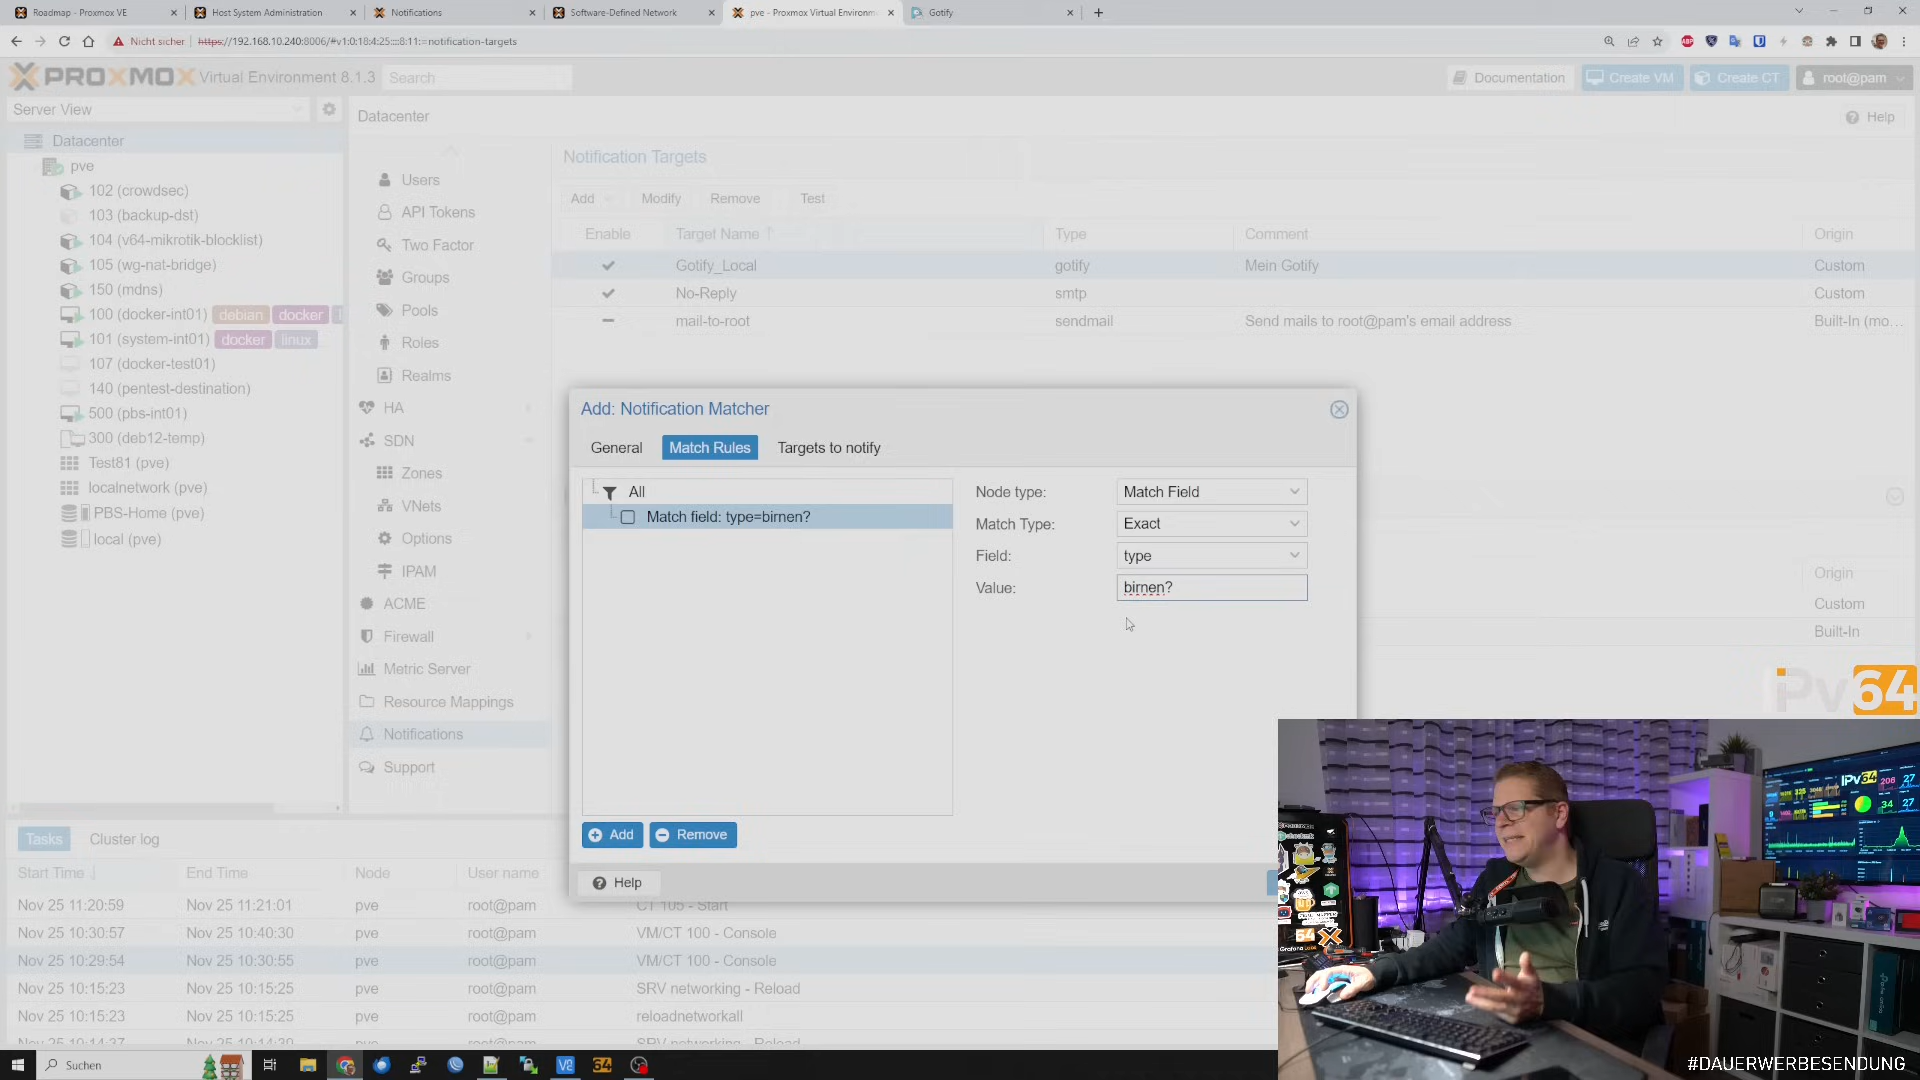 Roadmap - Proxmox VE
Host System Administration
Notifications
Software-Defined Network
pve - Proxmox Virtual Environm
Gotify
Nicht sicher
https://192.168.10.240:8006/#v1:0:18:4:25::::8:11:=notification-targets
PROXMOX Virtual Environment 8.1.3
Search
Documentation
Create VM
Create CT
root@pam
Server View
Datacenter
Help
Datacenter
pve
102 (crowdsec)
103 (backup-dst)
104 (v64-mikrotik-blocklist)
105 (wg-nat-bridge)
150 (mdns)
100 (docker-int01) debian docker
101 (system-int01) docker linux
107 (docker-test01)
140 (pentest-destination)
500 (pbs-int01)
300 (deb12-temp)
Test81 (pve)
localnetwork (pve)
PBS-Home (pve)
local (pve)
Users
API Tokens
Two Factor
Groups
Pools
Roles
Realms
HA
SDN
Zones
VNets
Options
IPAM
ACME
Firewall
Metric Server
Resource Mappings
Notifications
Support
Notification Targets
Add
Modify
Remove
Test
Enable Target Name Type Comment Origin
Gotify_Local gotify Mein Gotify Custom
No-Reply smtp Custom
mail-to-root sendmail Send mails to root@pam's email address Built-In (mo...
Origin
Custom
Built-In
Add: Notification Matcher
General
Match Rules
Targets to notify
All
Match field: type=birnen?
Node type: Match Field
Match Type: Exact
Field: type
Value: birnen?
Add
Remove
Help
Tasks
Cluster log
Start Time End Time Node User name
Nov 25 11:20:59 Nov 25 11:21:01 pve root@pam CT 105 - Start
Nov 25 10:30:57 Nov 25 10:40:30 pve root@pam VM/CT 100 - Console
Nov 25 10:29:54 Nov 25 10:30:55 pve root@pam VM/CT 100 - Console
Nov 25 10:15:23 Nov 25 10:15:25 pve root@pam SRV networking - Reload
Nov 25 10:15:23 Nov 25 10:15:25 pve root@pam reloadnetworkall
iPv64
IPv64
Suchen
#DAUERWERBESENDUNG